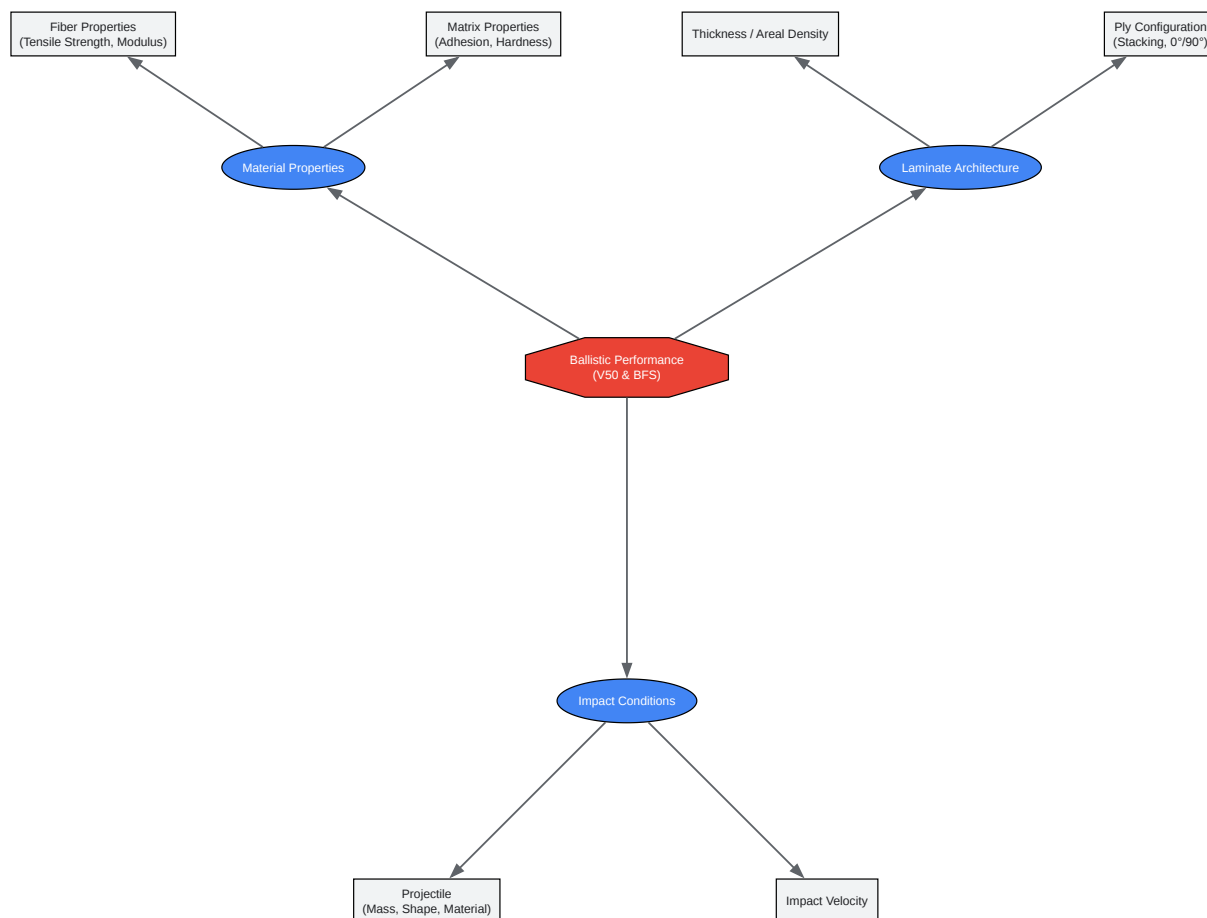 Fiber Properties
(Tensile Strength, Modulus)
Matrix Properties
(Adhesion, Hardness)
Thickness / Areal Density
Ply Configuration
(Stacking, 0°/90°)
Material Properties
Laminate Architecture
Ballistic Performance
(V50 & BFS)
Impact Conditions
Projectile
(Mass, Shape, Material)
Impact Velocity